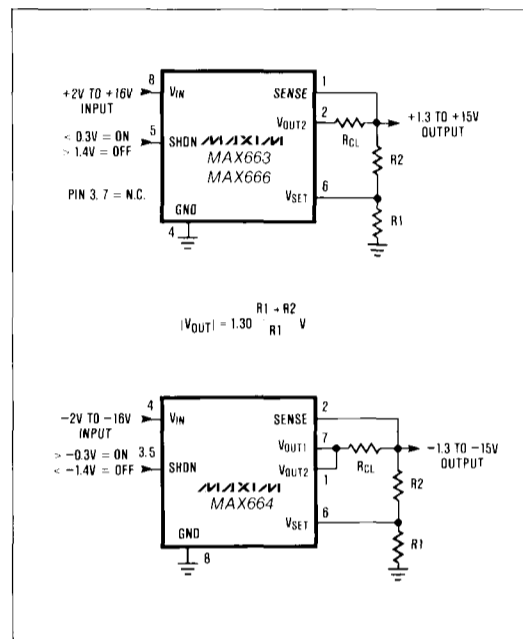 8
1
+2V TO +16V
INPUT
VIN
SENSE
2
VOUT2
+1.3 TO +15V
OUTPUT
RCL
< 0.3V = ON
> 1.4V = OFF
5
SHDN
MAXIM
MAX663
MAX666
R2
PIN 3. 7 = N.C.
6
VSET
GND
R1
4
|VOUT| = 1.30 R1 + R2 / R1 V
4
2
-2V TO -16V
INPUT
VIN
SENSE
7
VOUT1
-1.3 TO -15V
OUTPUT
RCL
> -0.3V = ON
< -1.4V = OFF
3.5
SHDN
VOUT2
1
R2
MAXIM
MAX664
6
VSET
GND
R1
8